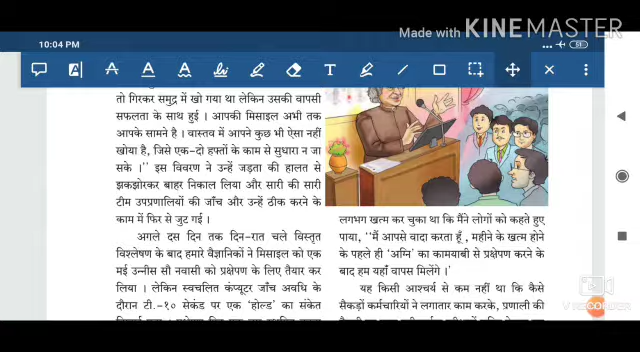 Made with KINEMASTER
10:04 PM
तो गिरकर समुद्र में खो गया था लेकिन उसकी वापसी
सफलता के साथ हुई । आपकी मिसाइल अभी तक
आपके सामने है । वास्तव में आपने कुछ भी ऐसा नहीं
खोया है, जिसे एक-दो हफ्तों के काम से सुधारा न जा
सके ।'' इस विवरण ने उन्हें जड़ता की हालत से
झकझोरकर बाहर निकाल लिया और सारी की सारी
टीम उपप्रणालियों की जाँच और उन्हें ठीक करने के
काम में फिर से जुट गई ।
अगले दस दिन तक दिन-रात चले विस्तृत
विश्लेषण के बाद हमारे वैज्ञानिकों ने मिसाइल को एक
मई उन्नीस सौ नवासी को प्रक्षेपण के लिए तैयार कर
लिया । लेकिन स्वचलित कंप्यूटर जाँच अवधि के
दौरान टी.-१० सेकंड पर एक 'होल्ड' का संकेत
लगभग खत्म कर चुका था कि मैंने लोगों को कहते हुए
पाया, ''मैं आपसे वादा करता हूँ, महीने के खत्म होने
के पहले ही 'अग्नि' का कामयाबी से प्रक्षेपण करने के
बाद हम यहाँ वापस मिलेंगे ।'
यह किसी आश्चर्य से कम नहीं था कि कैसे
सैकड़ों कर्मचारियों ने लगातार काम करके, प्रणाली की
V RECORDER